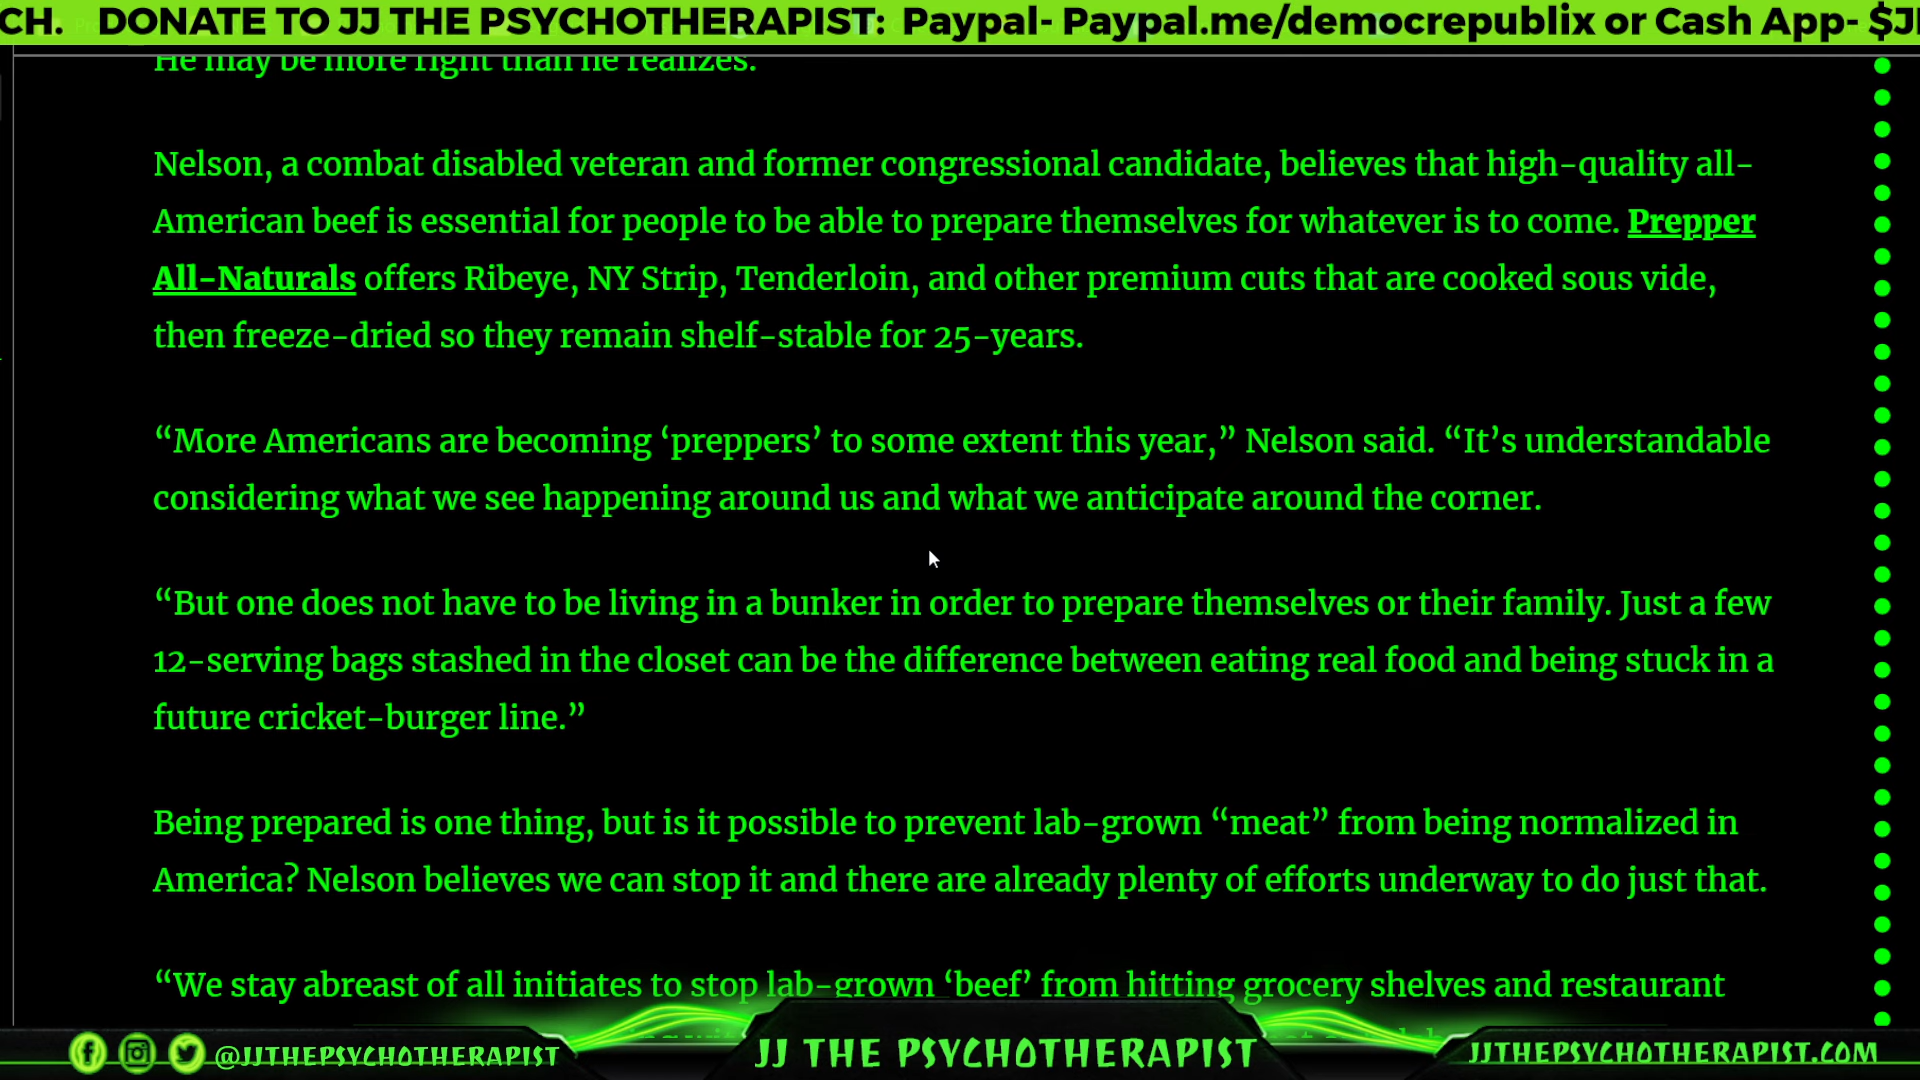 CH. DONATE TO JJ THE PSYCHOTHERAPIST: Paypal- Paypal.me/democrepublix or Cash App-
He may be more right than he realizes.
Nelson, a combat disabled veteran and former congressional candidate, believes that high-quality all-
American beef is essential for people to be able to prepare themselves for whatever is to come. Prepper
All-Naturals offers Ribeye, NY Strip, Tenderloin, and other premium cuts that are cooked sous vide,
then freeze-dried so they remain shelf-stable for 25-years.
“More Americans are becoming ‘preppers’ to some extent this year,” Nelson said. “It’s understandable
considering what we see happening around us and what we anticipate around the corner.
“But one does not have to be living in a bunker in order to prepare themselves or their family. Just a few
12-serving bags stashed in the closet can be the difference between eating real food and being stuck in a
future cricket-burger line.”
Being prepared is one thing, but is it possible to prevent lab-grown “meat” from being normalized in
America? Nelson believes we can stop it and there are already plenty of efforts underway to do just that.
“We stay abreast of all initiates to stop lab-grown ‘beef’ from hitting grocery shelves and restaurant
@JJTHEPSYCHOTHERAPIST
JJ THE PSYCHOTHERAPIST
JJTHEPSYCHOTHERAPIST.COM